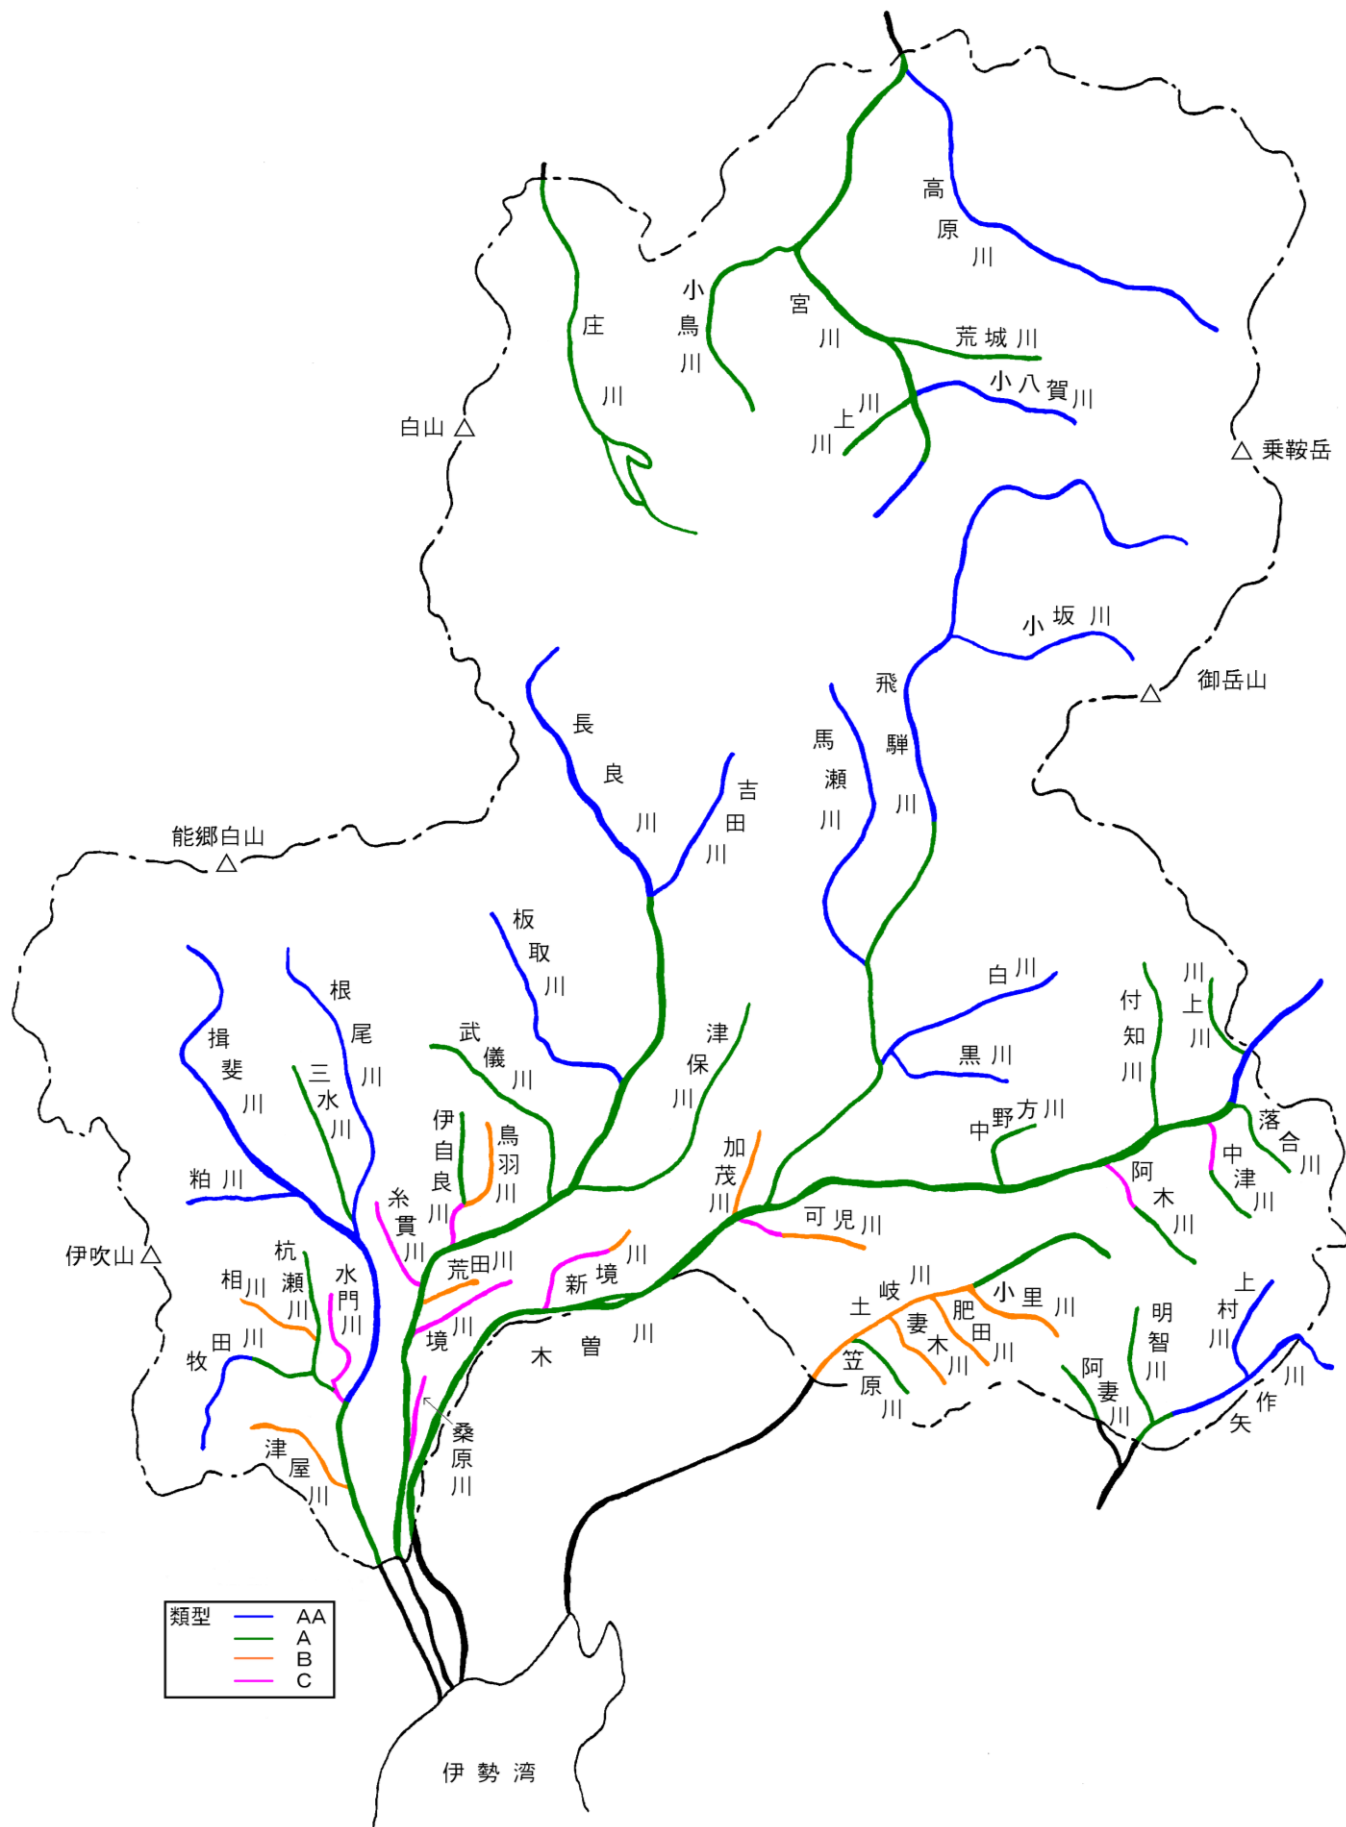 高原川
小鳥川
宮川
庄川
荒城川
小八賀川
川上川
白山
乗鞍岳
小坂川
御岳山
飛騨川
馬瀬川
長良川
吉田川
能郷白山
板取川
根尾川
揖斐川
三水川
武儀川
津保川
白川
黒川
付知川
川上川
中野方川
落合川
中津川
阿木川
伊自良川
鳥羽川
加茂川
可児川
粕川
糸貫川
伊吹山
杭瀬川
水門川
相川
牧田川
荒田川
新境川
境川
木曽川
土岐川
小里川
肥田川
妻木川
笠原川
明智川
上村川
阿妻川
矢作川
桑原川
津屋川
類型
AA
A
B
C
伊勢湾